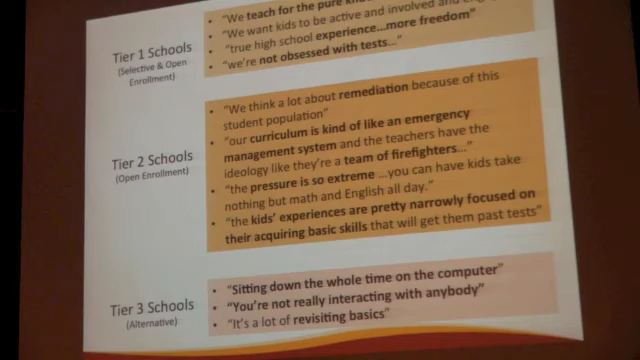 "We teach for the pure
• "We want kids to be active and involved and
• "true high school experience...more freedom"
• "we're not obsessed with tests..."
Tier 1 Schools
(Selective & Open
Enrollment)
• "We think a lot about remediation because of this
student population"
• "our curriculum is kind of like an emergency
management system and the teachers have the
ideology like they're a team of firefighters..."
• "the pressure is so extreme ...you can have kids take
nothing but math and English all day."
• "the kids' experiences are pretty narrowly focused on
their acquiring basic skills that will get them past tests"
Tier 2 Schools
(Open Enrollment)
• "Sitting down the whole time on the computer"
• "You're not really interacting with anybody"
• "It's a lot of revisiting basics"
Tier 3 Schools
(Alternative)